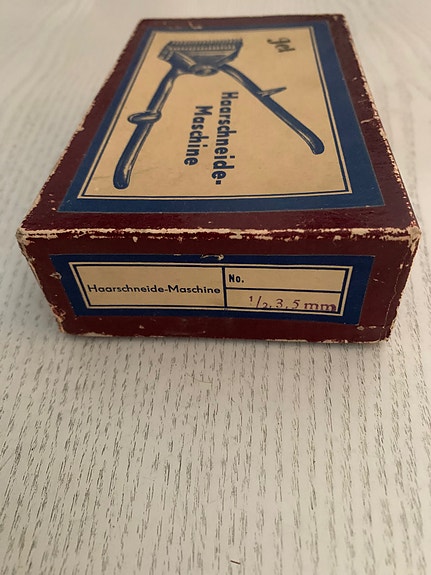 Haarschneide-
Maschine
Haarschneide-Maschine
No.
1/2, 3, 5 mm